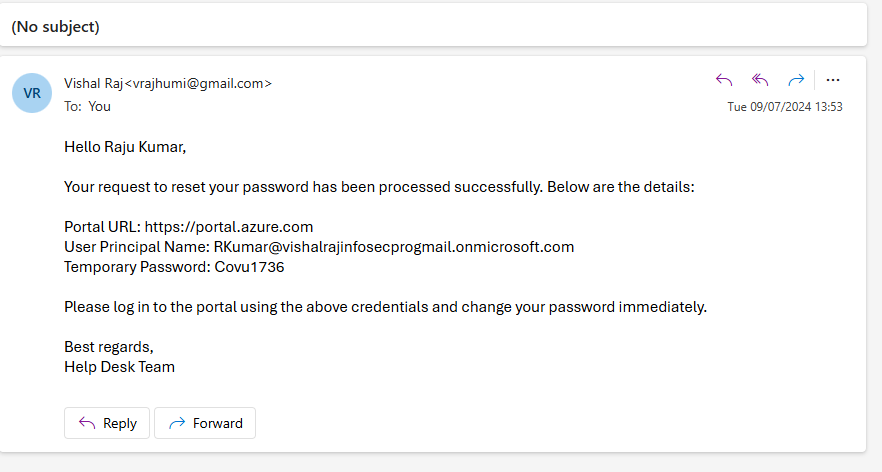 (No subject)
VR
Vishal Raj<vrajhumi@gmail.com>
To: You
Tue 09/07/2024 13:53
Hello Raju Kumar,
Your request to reset your password has been processed successfully. Below are the details:
Portal URL: https://portal.azure.com
User Principal Name: RKumar@vishalrajinfosecprogmail.onmicrosoft.com
Temporary Password: Covu1736
Please log in to the portal using the above credentials and change your password immediately.
Best regards,
Help Desk Team
Reply Forward